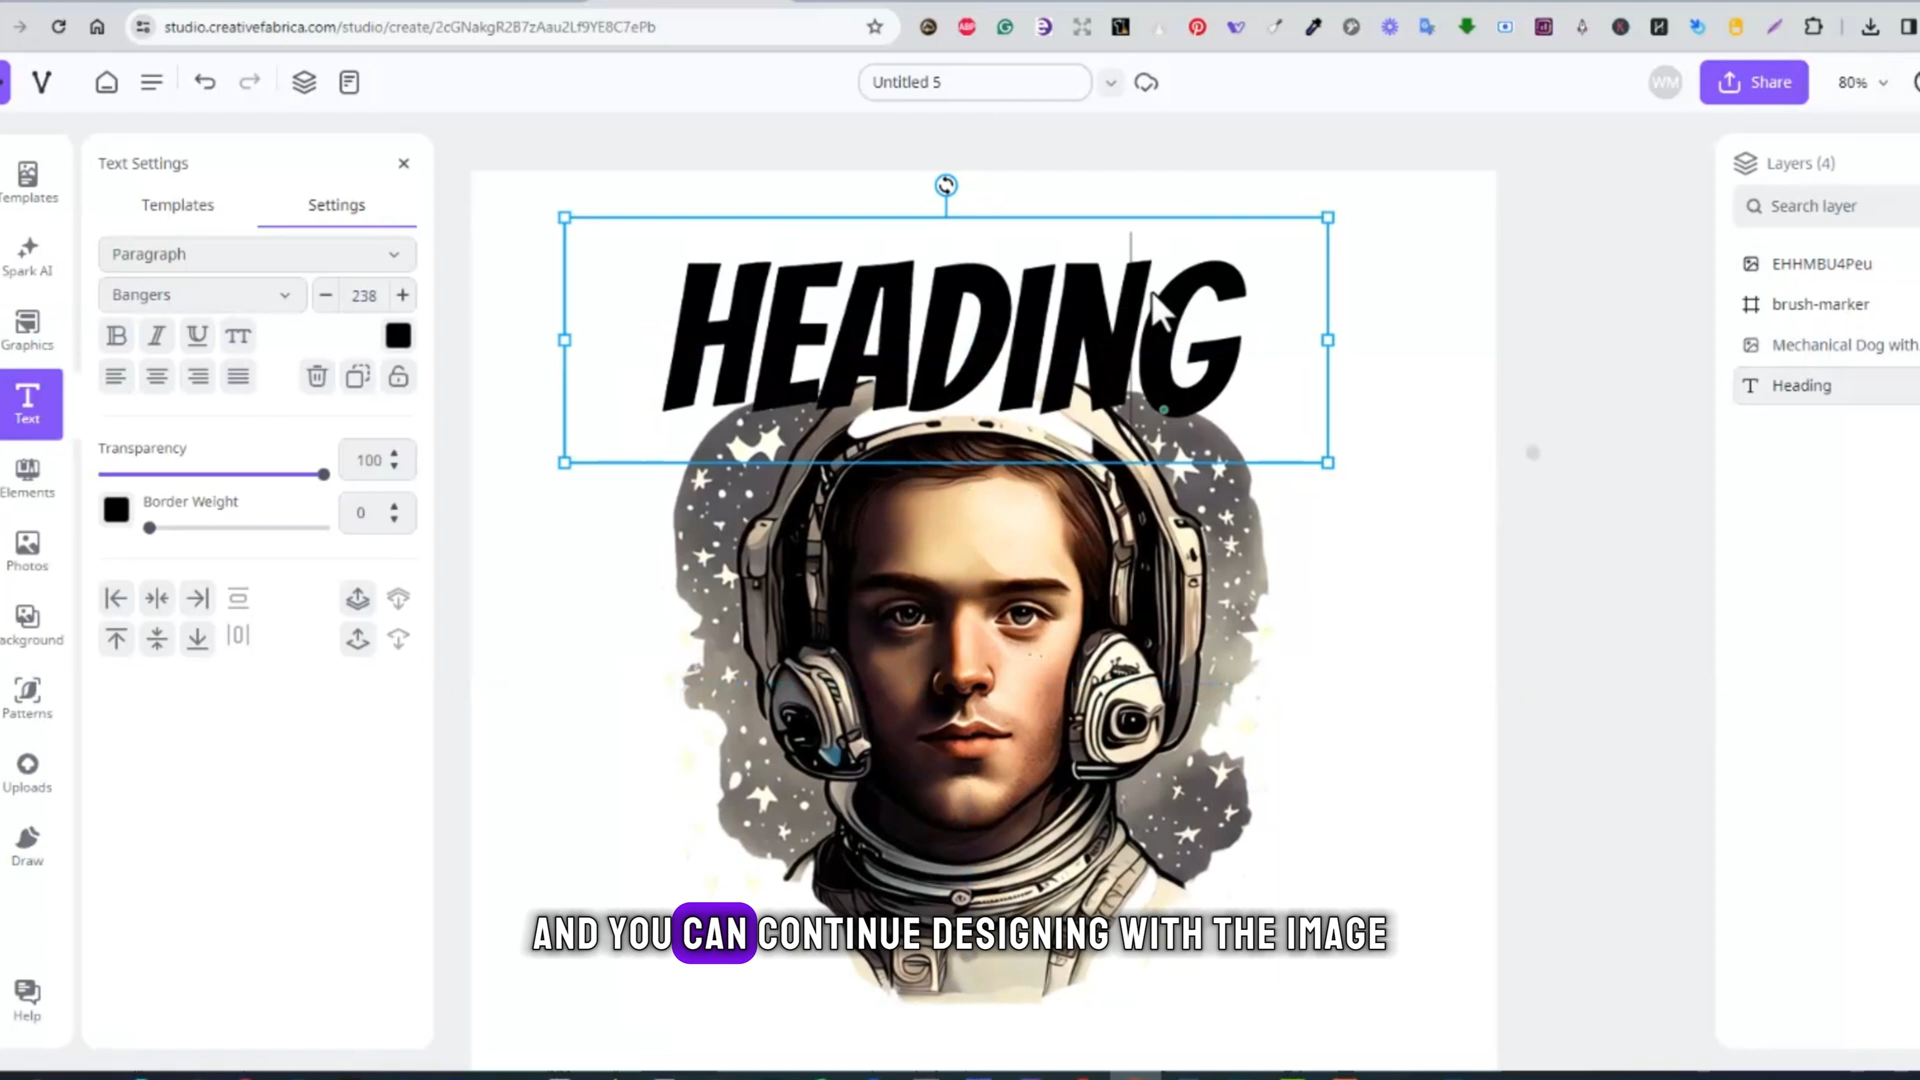 studio.creativefabrica.com/studio/create/2cGNakgR2B7zAau2Lf9YE8C7ePb
Untitled 5
WM
Share
80%
Templates
Spark AI
Graphics
Text
Elements
Photos
ackground
Patterns
Uploads
Draw
Help
Text Settings
Templates
Settings
Paragraph
Bangers
238
Transparency
100
Border Weight
0
HEADING
AND YOU CAN CONTINUE DESIGNING WITH THE IMAGE
Layers (4)
Search layer
EHHMBU4Peu
brush-marker
Mechanical Dog with
Heading